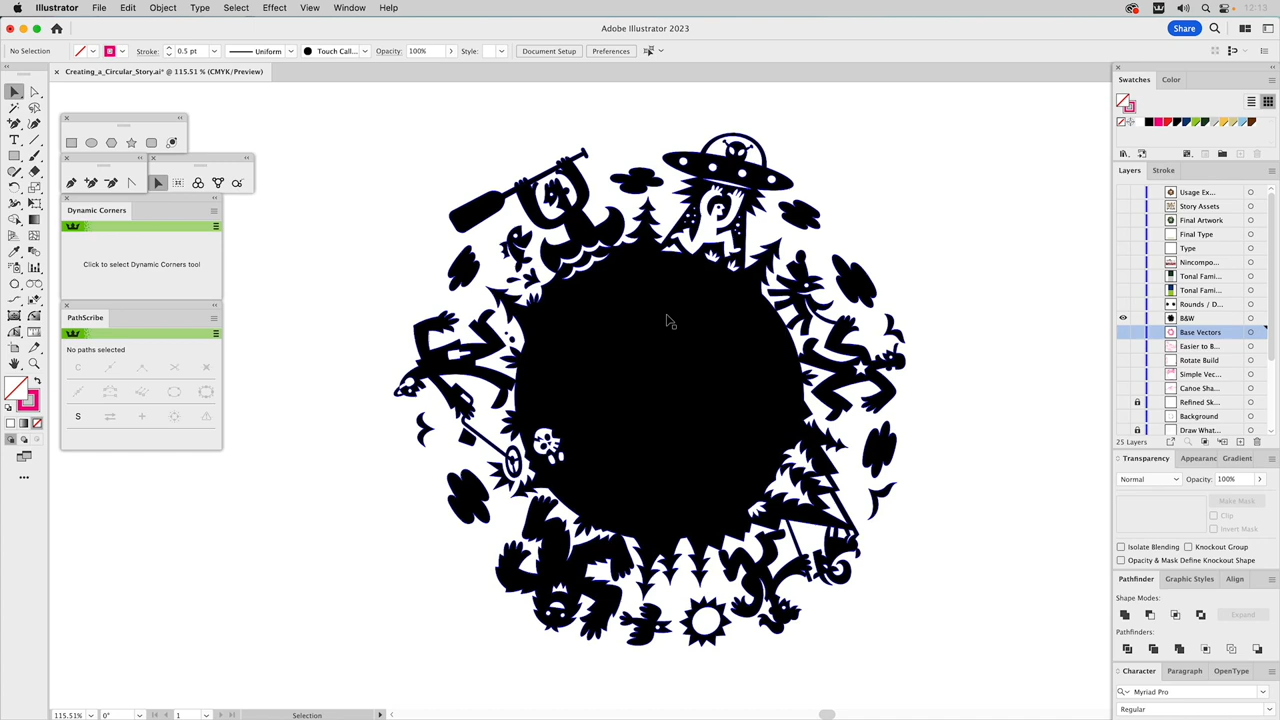 Illustrator File Edit Object Type Select Effect View Window Help 12:13
Adobe Illustrator 2023
Share
No Selection Stroke: 0.5 pt Uniform Touch Call... Opacity: 100% Style: Document Setup Preferences
Creating_a_Circular_Story.ai* @ 115.51 % (CMYK/Preview)
Swatches Color
Dynamic Corners
Click to select Dynamic Corners tool
PathScribe
No paths selected
Layers Stroke
Usage Ex...
Story Assets
Final Artwork
Final Type
Type
Nincompo...
Tonal Fami...
Tonal Fami...
Rounds / D...
B&W
Base Vectors
Easier to B...
Rotate Build
Simple Vec...
Canoe Sha...
Refined Sk...
Background
Draw What...
25 Layers
Transparency Appearanc Gradient
Normal Opacity: 100%
Make Mask
Clip
Invert Mask
Isolate Blending Knockout Group
Opacity & Mask Define Knockout Shape
Pathfinder Graphic Styles Align
Shape Modes:
Expand
Pathfinders:
Character Paragraph OpenType
Myriad Pro
Regular
115.51% 0° 1 Selection